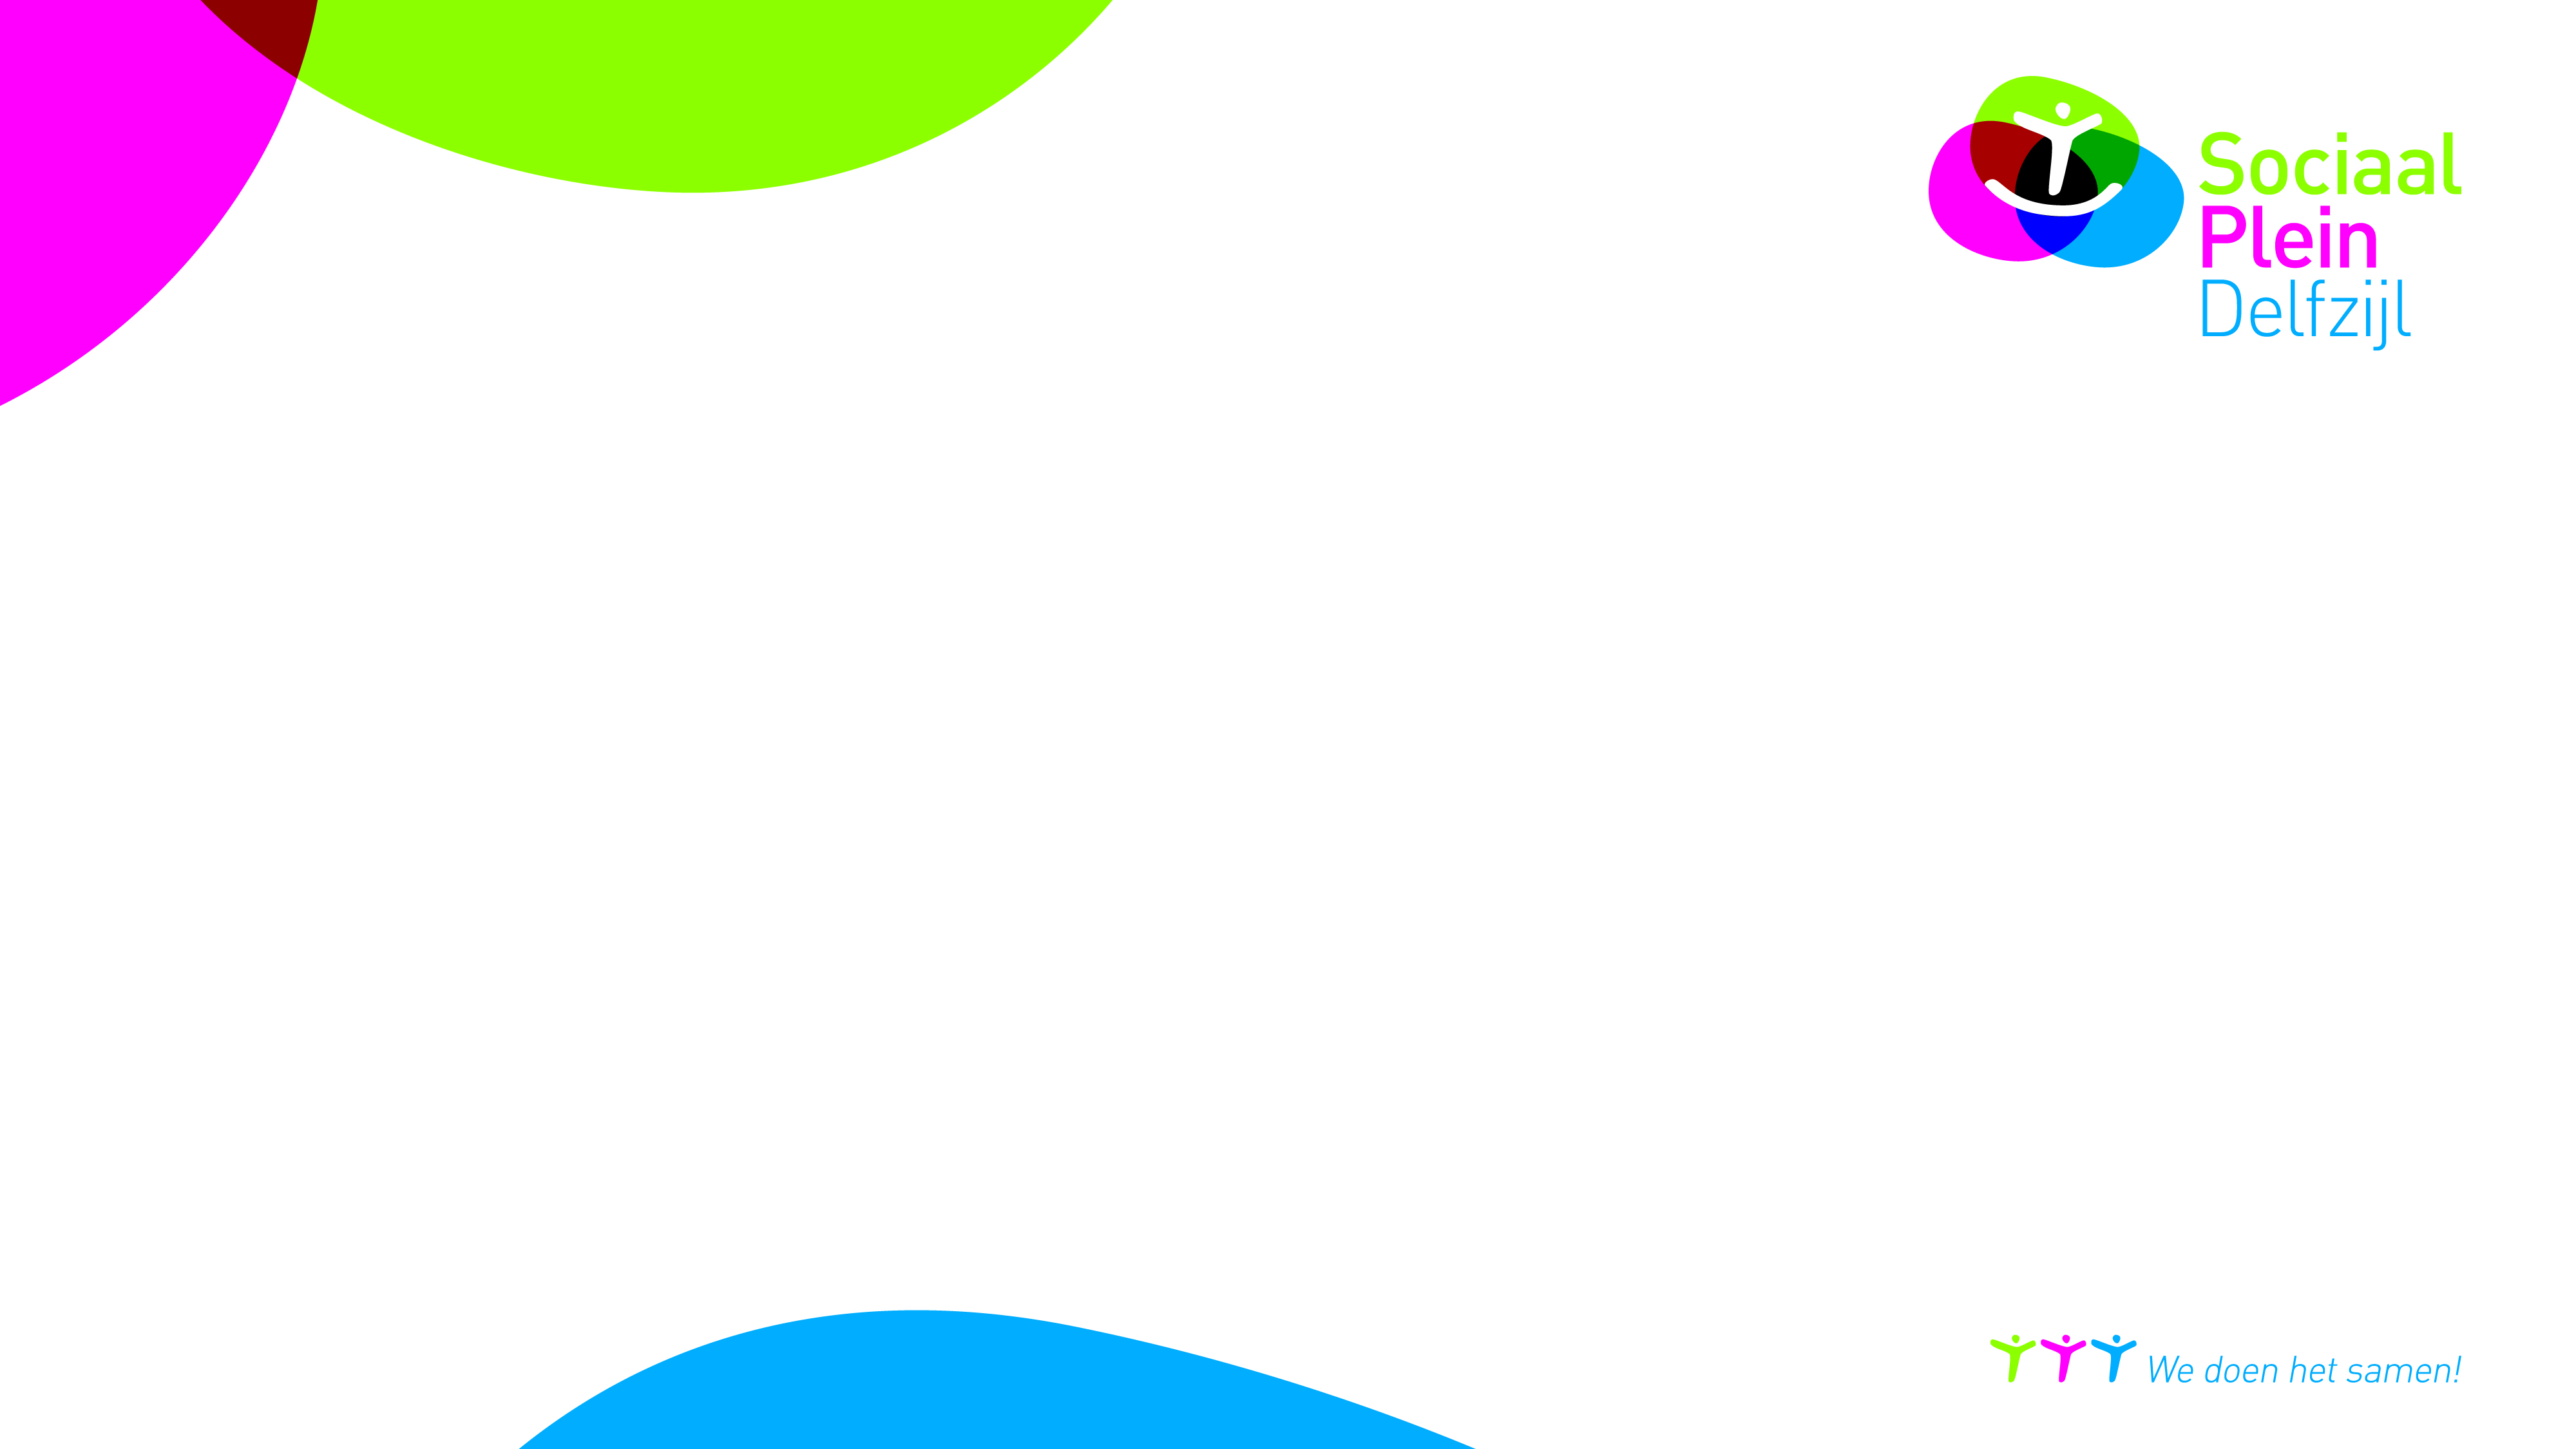 Sociaal
Plein
Delfzijl
We doen het samen!